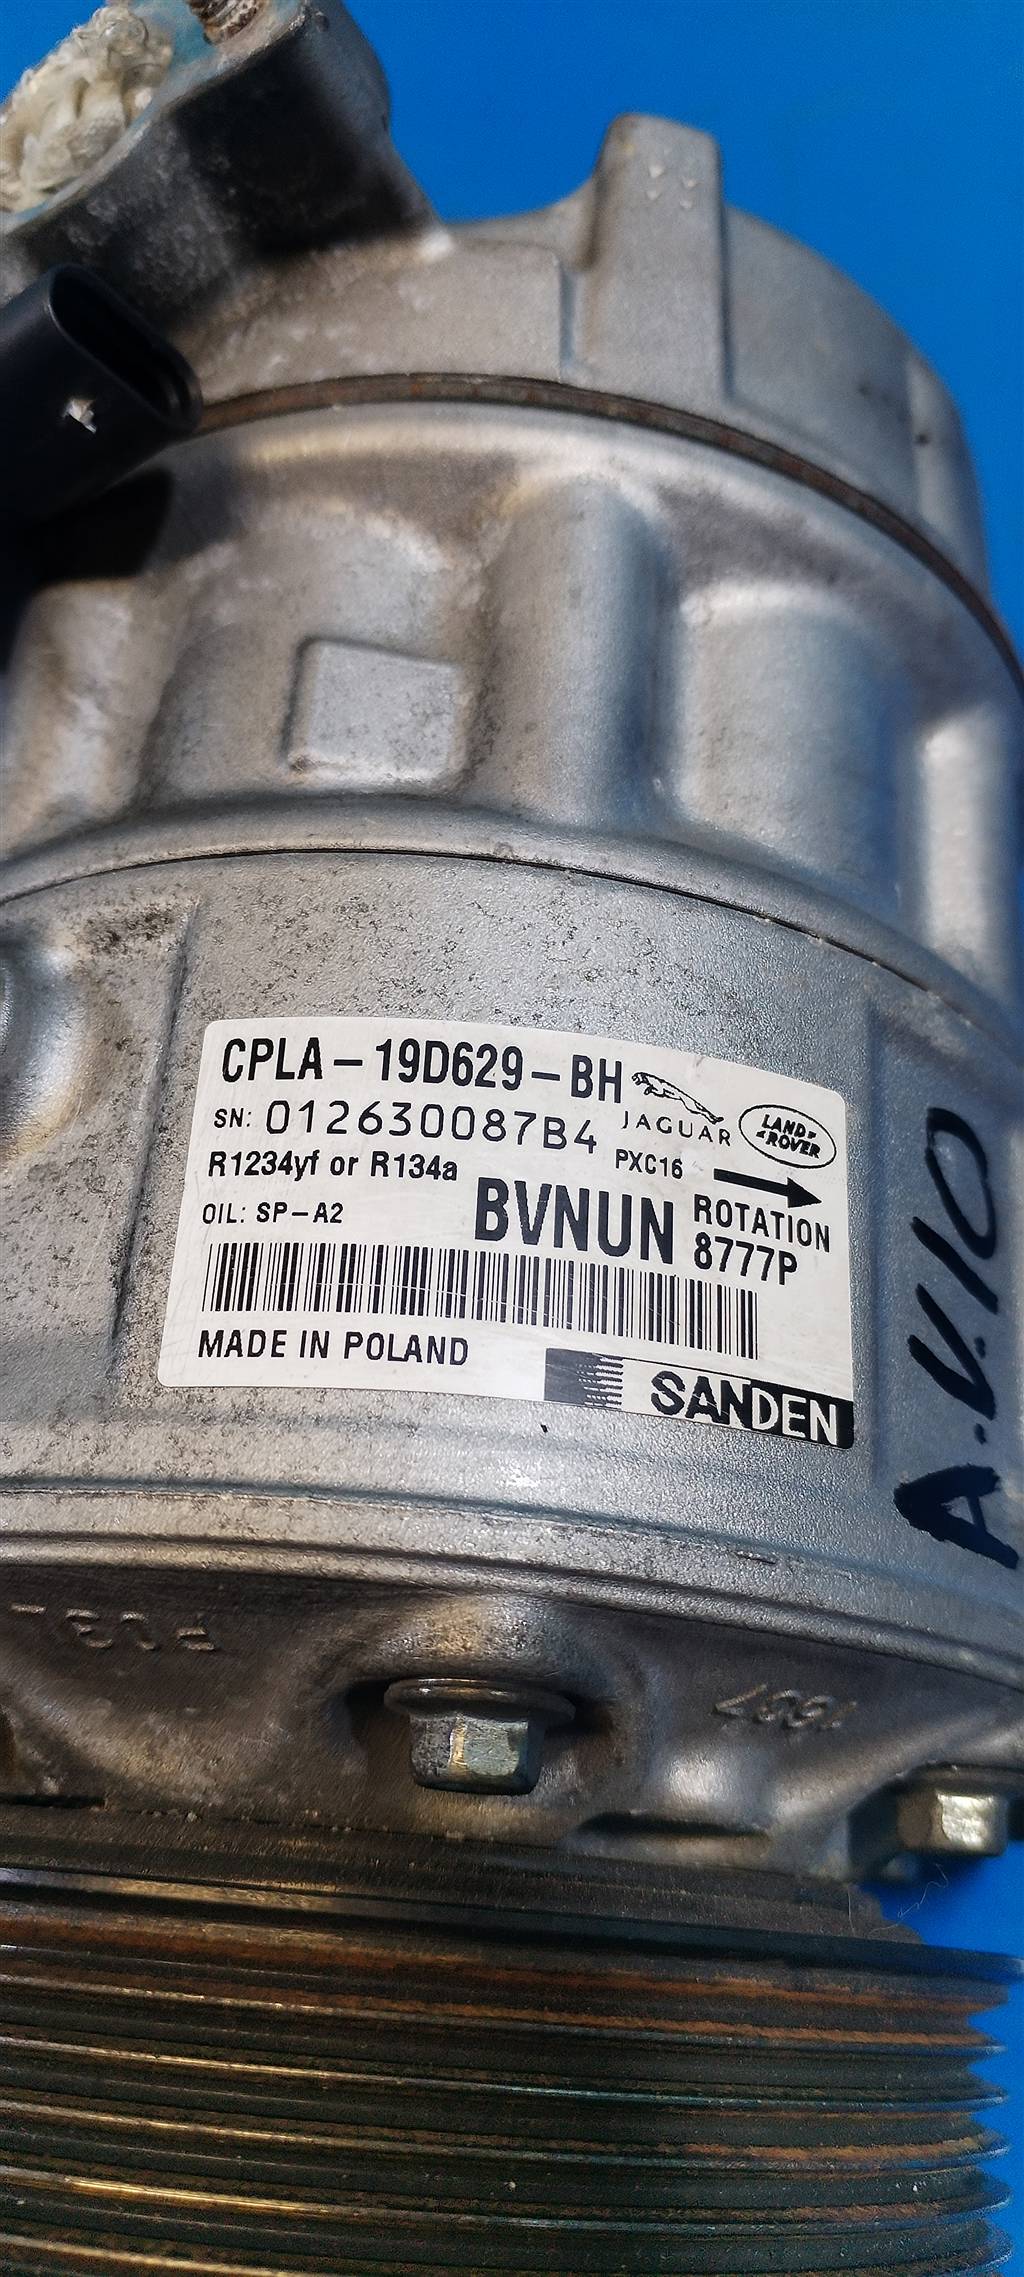 CPLA-19D629-BH
JAGUAR
LAND ROVER
SN: 012630087B4
PXC16
R1234yf or R134a
ROTATION
OIL: SP-A2
BVNUN
8777P
MADE IN POLAND
SANDEN
A.V.10